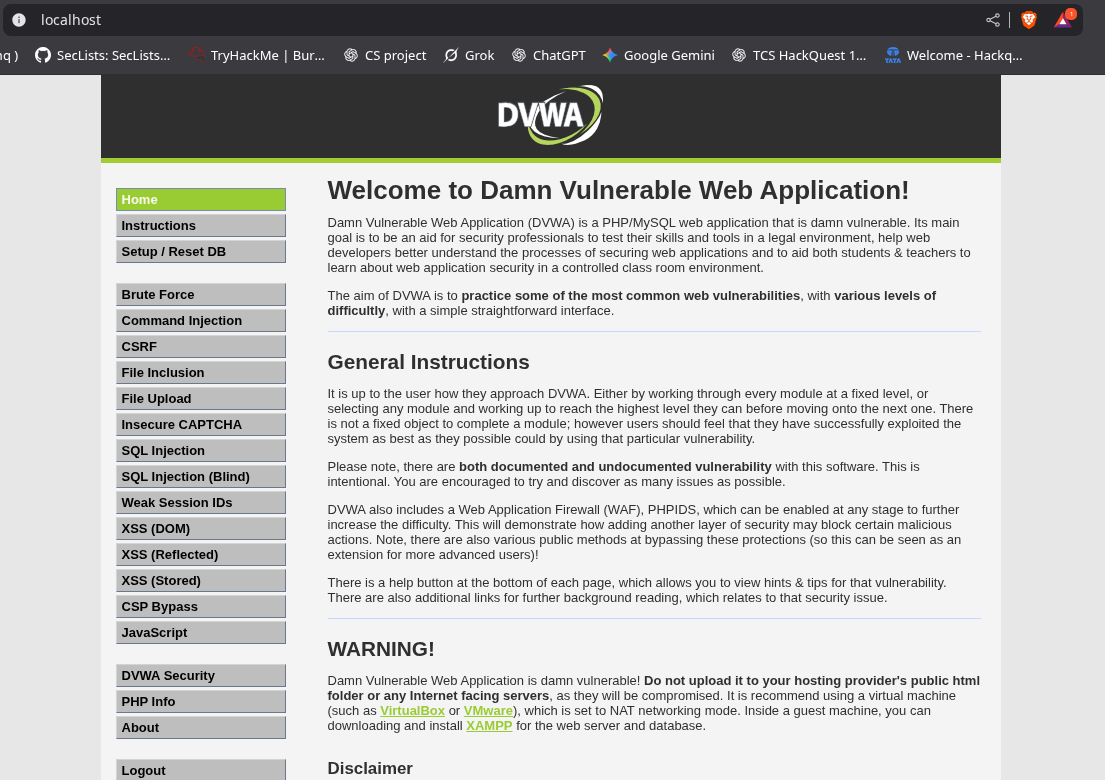 localhost
nq )
SecLists: SecLists...
TryHackMe | Bur...
CS project
Grok
ChatGPT
Google Gemini
TCS HackQuest 1...
TATA
Welcome - Hackq...
DVWA
Home
Instructions
Setup / Reset DB
Brute Force
Command Injection
CSRF
File Inclusion
File Upload
Insecure CAPTCHA
SQL Injection
SQL Injection (Blind)
Weak Session IDs
XSS (DOM)
XSS (Reflected)
XSS (Stored)
CSP Bypass
JavaScript
DVWA Security
PHP Info
About
Logout
Welcome to Damn Vulnerable Web Application!
Damn Vulnerable Web Application (DVWA) is a PHP/MySQL web application that is damn vulnerable. Its main
goal is to be an aid for security professionals to test their skills and tools in a legal environment, help web
developers better understand the processes of securing web applications and to aid both students & teachers to
learn about web application security in a controlled class room environment.
The aim of DVWA is to practice some of the most common web vulnerabilities, with various levels of
difficultly, with a simple straightforward interface.
General Instructions
It is up to the user how they approach DVWA. Either by working through every module at a fixed level, or
selecting any module and working up to reach the highest level they can before moving onto the next one. There
is not a fixed object to complete a module; however users should feel that they have successfully exploited the
system as best as they possible could by using that particular vulnerability.
Please note, there are both documented and undocumented vulnerability with this software. This is
intentional. You are encouraged to try and discover as many issues as possible.
DVWA also includes a Web Application Firewall (WAF), PHPIDS, which can be enabled at any stage to further
increase the difficulty. This will demonstrate how adding another layer of security may block certain malicious
actions. Note, there are also various public methods at bypassing these protections (so this can be seen as an
extension for more advanced users)!
There is a help button at the bottom of each page, which allows you to view hints & tips for that vulnerability.
There are also additional links for further background reading, which relates to that security issue.
WARNING!
Damn Vulnerable Web Application is damn vulnerable! Do not upload it to your hosting provider's public html
folder or any Internet facing servers, as they will be compromised. It is recommend using a virtual machine
(such as VirtualBox or VMware), which is set to NAT networking mode. Inside a guest machine, you can
downloading and install XAMPP for the web server and database.
Disclaimer